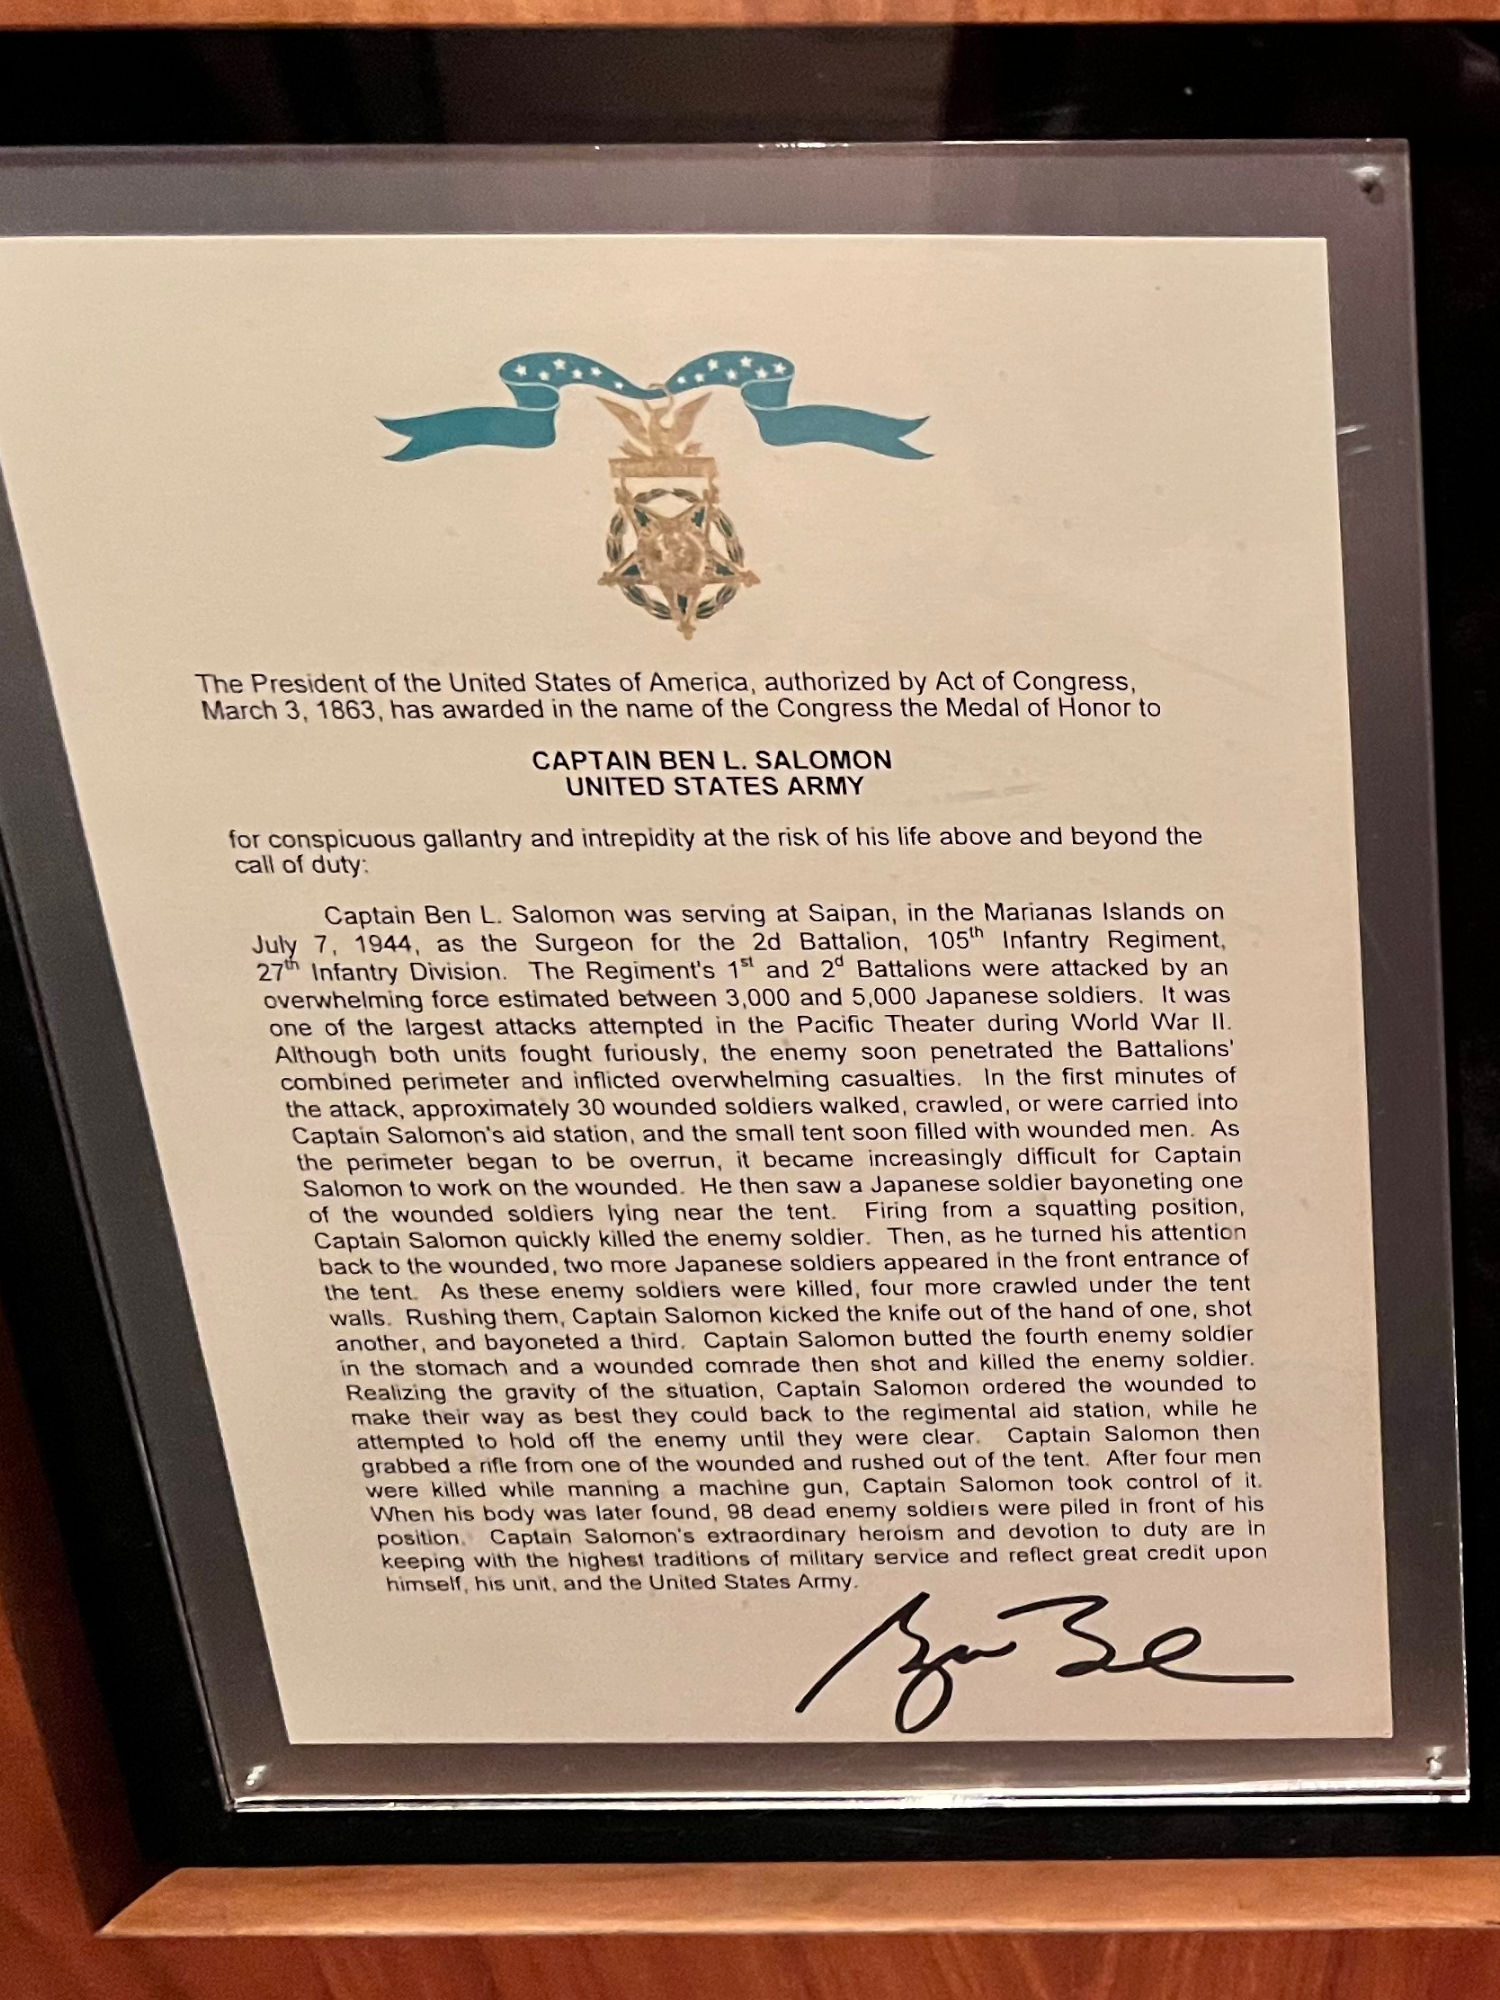 The President of the United States of America, authorized by Act of Congress,
March 3, 1863, has awarded in the name of the Congress the Medal of Honor to
CAPTAIN BEN L. SALOMON
UNITED STATES ARMY
for conspicuous gallantry and intrepidity at the risk of his life above and beyond the
call of duty:
Captain Ben L. Salomon was serving at Saipan, in the Marianas Islands on
July 7, 1944, as the Surgeon for the 2d Battalion, 105th Infantry Regiment,
27th Infantry Division. The Regiment's 1st and 2d Battalions were attacked by an
overwhelming force estimated between 3,000 and 5,000 Japanese soldiers. It was
one of the largest attacks attempted in the Pacific Theater during World War II.
Although both units fought furiously, the enemy soon penetrated the Battalions'
combined perimeter and inflicted overwhelming casualties. In the first minutes of
the attack, approximately 30 wounded soldiers walked, crawled, or were carried into
Captain Salomon's aid station, and the small tent soon filled with wounded men. As
the perimeter began to be overrun, it became increasingly difficult for Captain
Salomon to work on the wounded. He then saw a Japanese soldier bayoneting one
of the wounded soldiers lying near the tent. Firing from a squatting position,
Captain Salomon quickly killed the enemy soldier. Then, as he turned his attention
back to the wounded, two more Japanese soldiers appeared in the front entrance of
the tent. As these enemy soldiers were killed, four more crawled under the tent
walls. Rushing them, Captain Salomon kicked the knife out of the hand of one, shot
another, and bayoneted a third. Captain Salomon butted the fourth enemy soldier
in the stomach and a wounded comrade then shot and killed the enemy soldier.
Realizing the gravity of the situation, Captain Salomon ordered the wounded to
make their way as best they could back to the regimental aid station, while he
attempted to hold off the enemy until they were clear. Captain Salomon then
grabbed a rifle from one of the wounded and rushed out of the tent. After four men
were killed while manning a machine gun, Captain Salomon took control of it.
When his body was later found, 98 dead enemy soldiers were piled in front of his
position. Captain Salomon's extraordinary heroism and devotion to duty are in
keeping with the highest traditions of military service and reflect great credit upon
himself, his unit, and the United States Army.